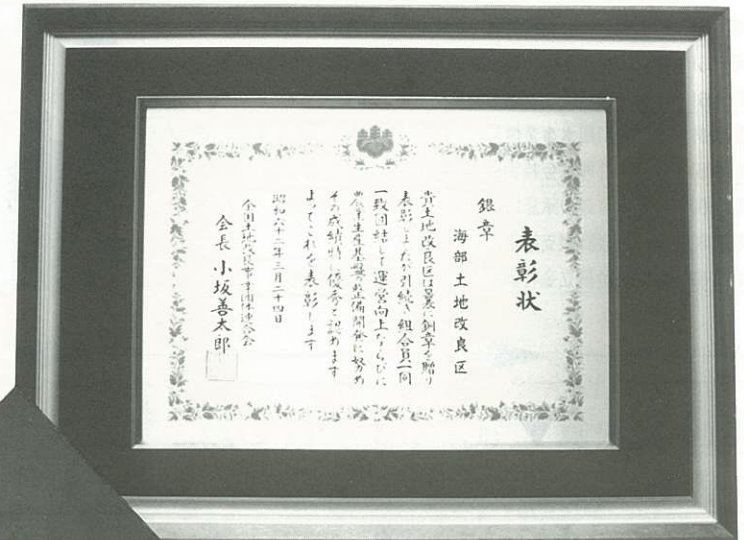 表彰状
銀章
海部土地改良区
貴土地改良区は曩に銅章を贈り
表彰しましたが引続き組合員一同
一致団結して運営向上ならびに
農業生産基盤の整備開発に努め
その成績特に優秀と認めます
よってこれを表彰します
昭和六十二年三月二十四日
全国土地改良事業団体連合会
会長 小坂善太郎